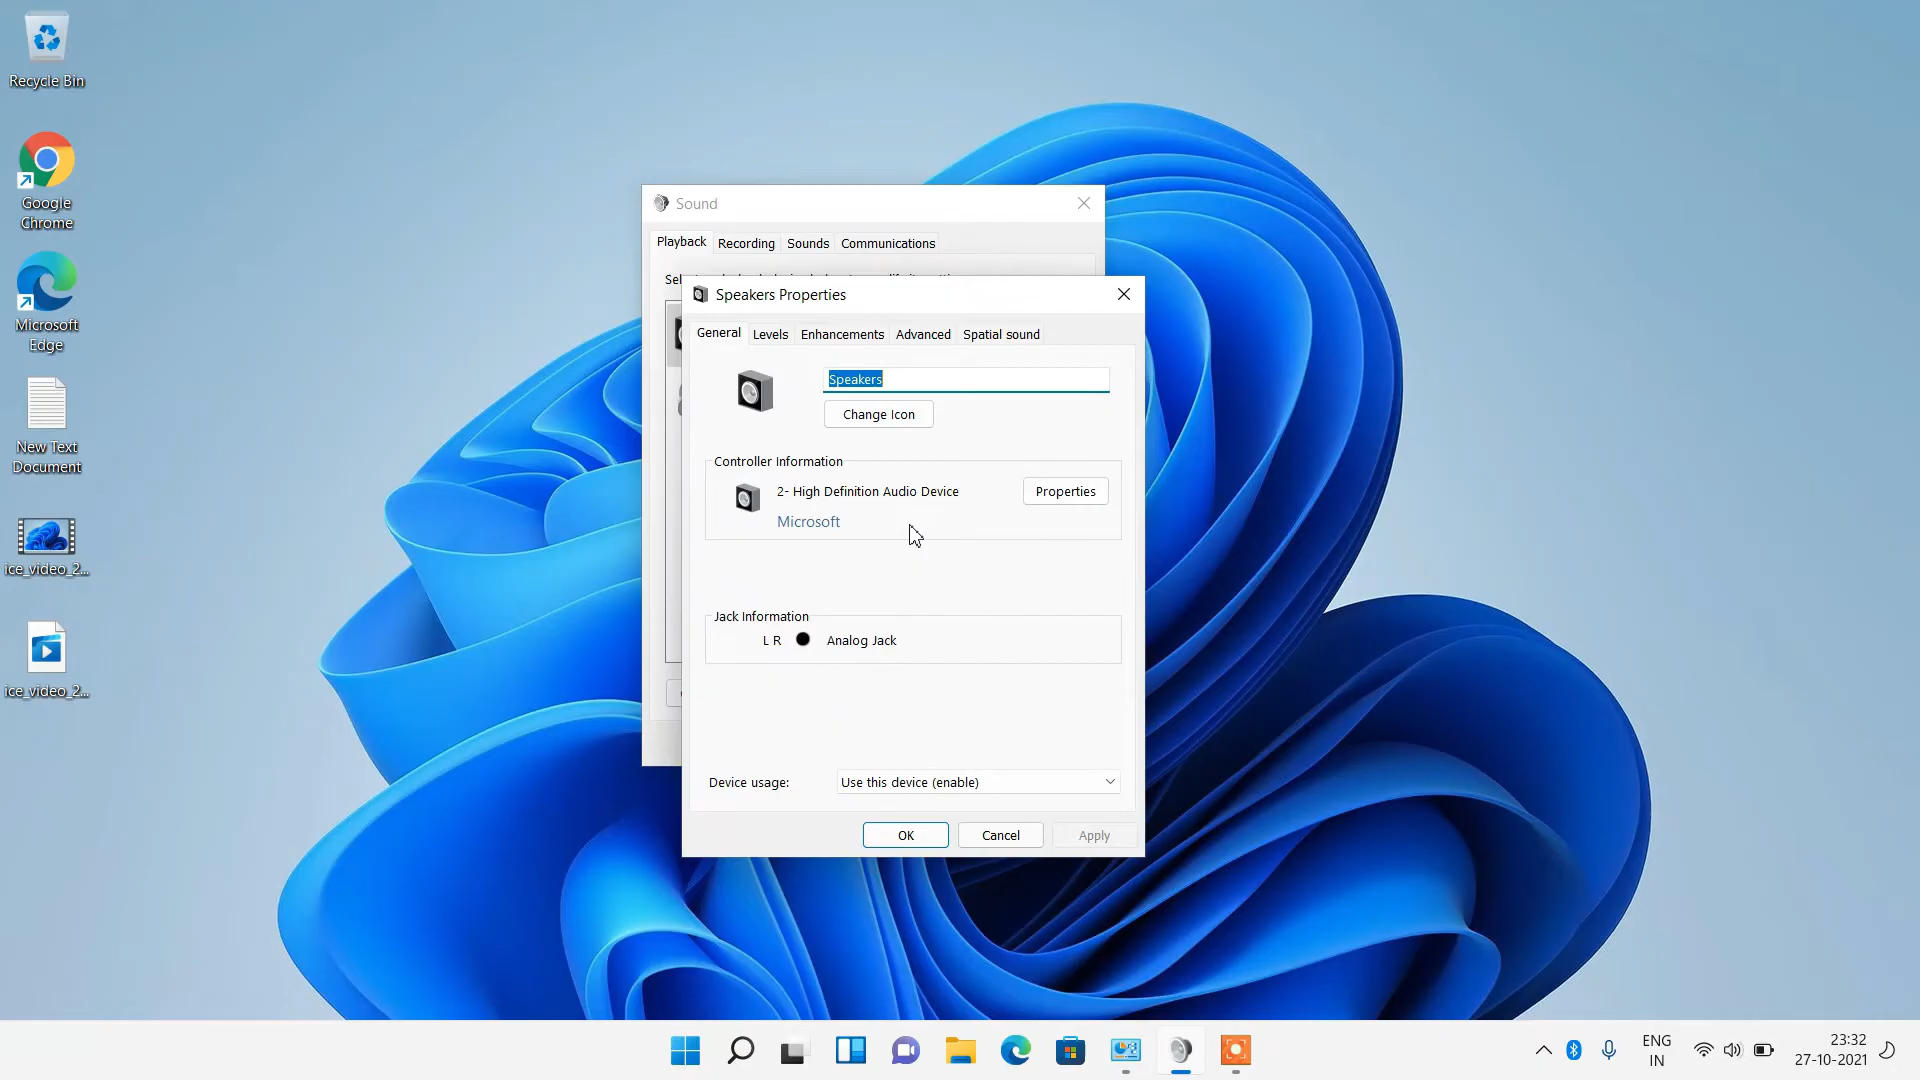 Recycle Bin
Google
Chrome
Microsoft
Edge
New Text
Document
ice_video_2...
ice_video_2...
Sound
Playback
Recording
Sounds
Communications
Sel
Speakers Properties
General
Levels
Enhancements
Advanced
Spatial sound
Speakers
Change Icon
Controller Information
2- High Definition Audio Device
Properties
Microsoft
Jack Information
L R
Analog Jack
Device usage:
Use this device (enable)
OK
Cancel
Apply
ENG
IN
23:32
27-10-2021